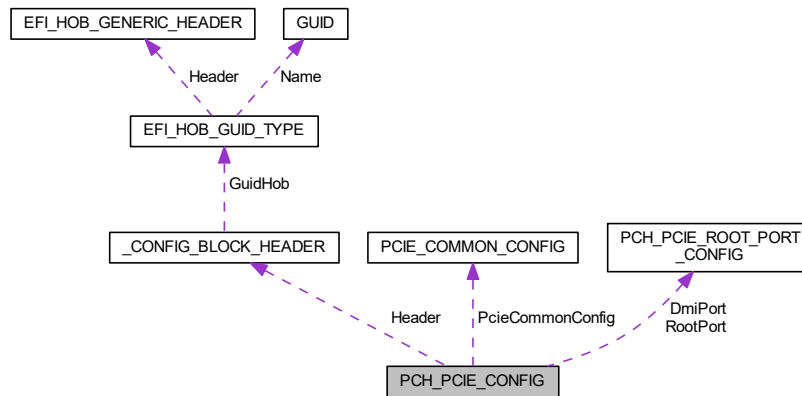 EFI_HOB_GENERIC_HEADER
GUID
Header
Name
EFI_HOB_GUID_TYPE
GuidHob
_CONFIG_BLOCK_HEADER
PCIE_COMMON_CONFIG
PCH_PCIE_ROOT_PORT
_CONFIG
Header
PcieCommonConfig
DmiPort
RootPort
PCH_PCIE_CONFIG